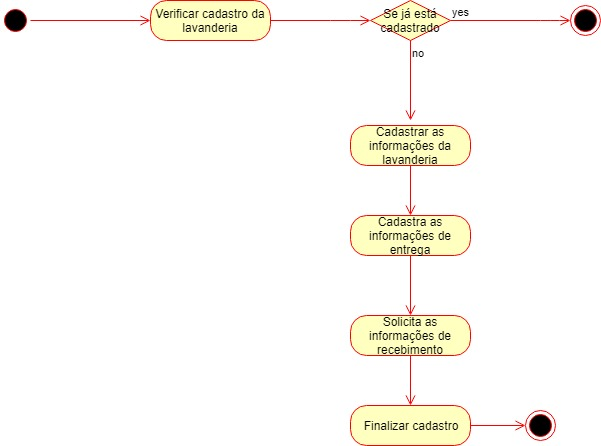 Verificar cadastro da
lavanderia
Se já está
cadastrado
yes
no
Cadastrar as
informações da
lavanderia
Cadastra as
informações de
entrega
Solicita as
informações de
recebimento
Finalizar cadastro